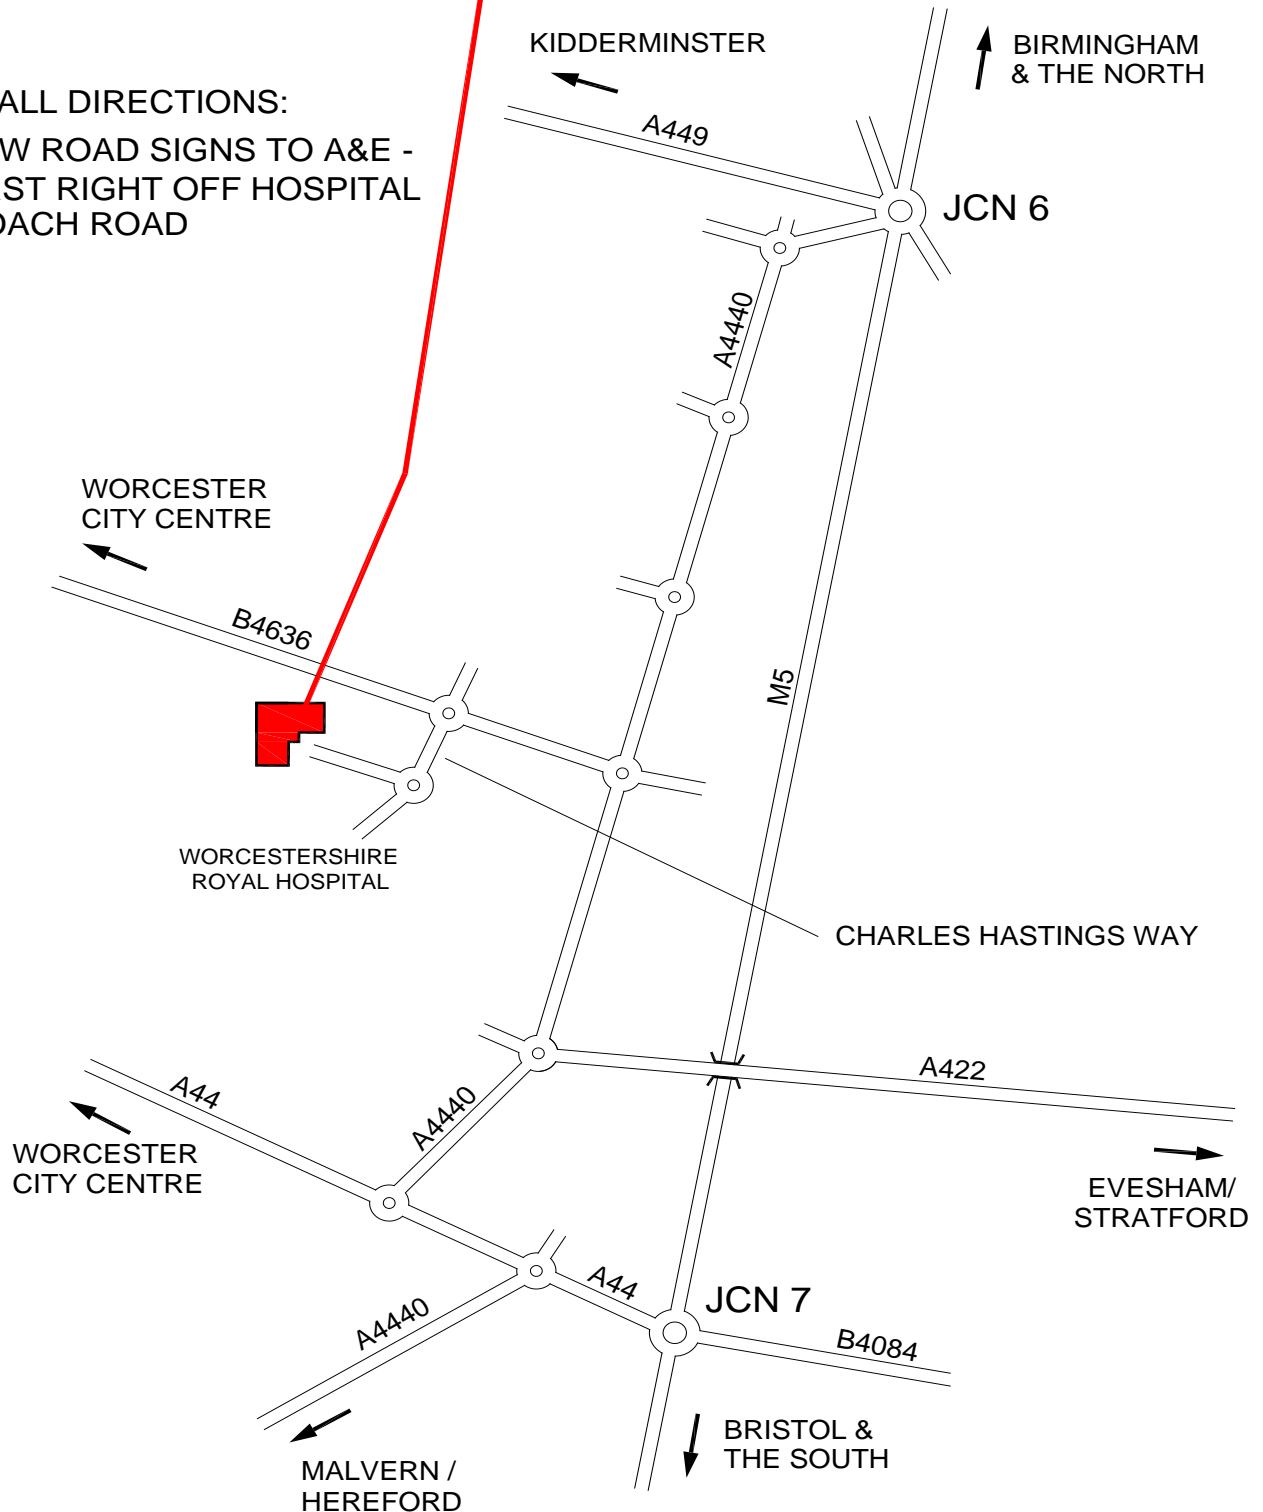 KIDDERMINSTER
BIRMINGHAM
& THE NORTH
ALL DIRECTIONS:
W ROAD SIGNS TO A&E -
ST RIGHT OFF HOSPITAL
OACH ROAD
A449
JCN 6
A4440
WORCESTER
CITY CENTRE
B4636
M5
WORCESTERSHIRE
ROYAL HOSPITAL
CHARLES HASTINGS WAY
A422
A44
A4440
WORCESTER
CITY CENTRE
EVESHAM/
STRATFORD
A44
JCN 7
A4440
B4084
BRISTOL &
THE SOUTH
MALVERN /
HEREFORD